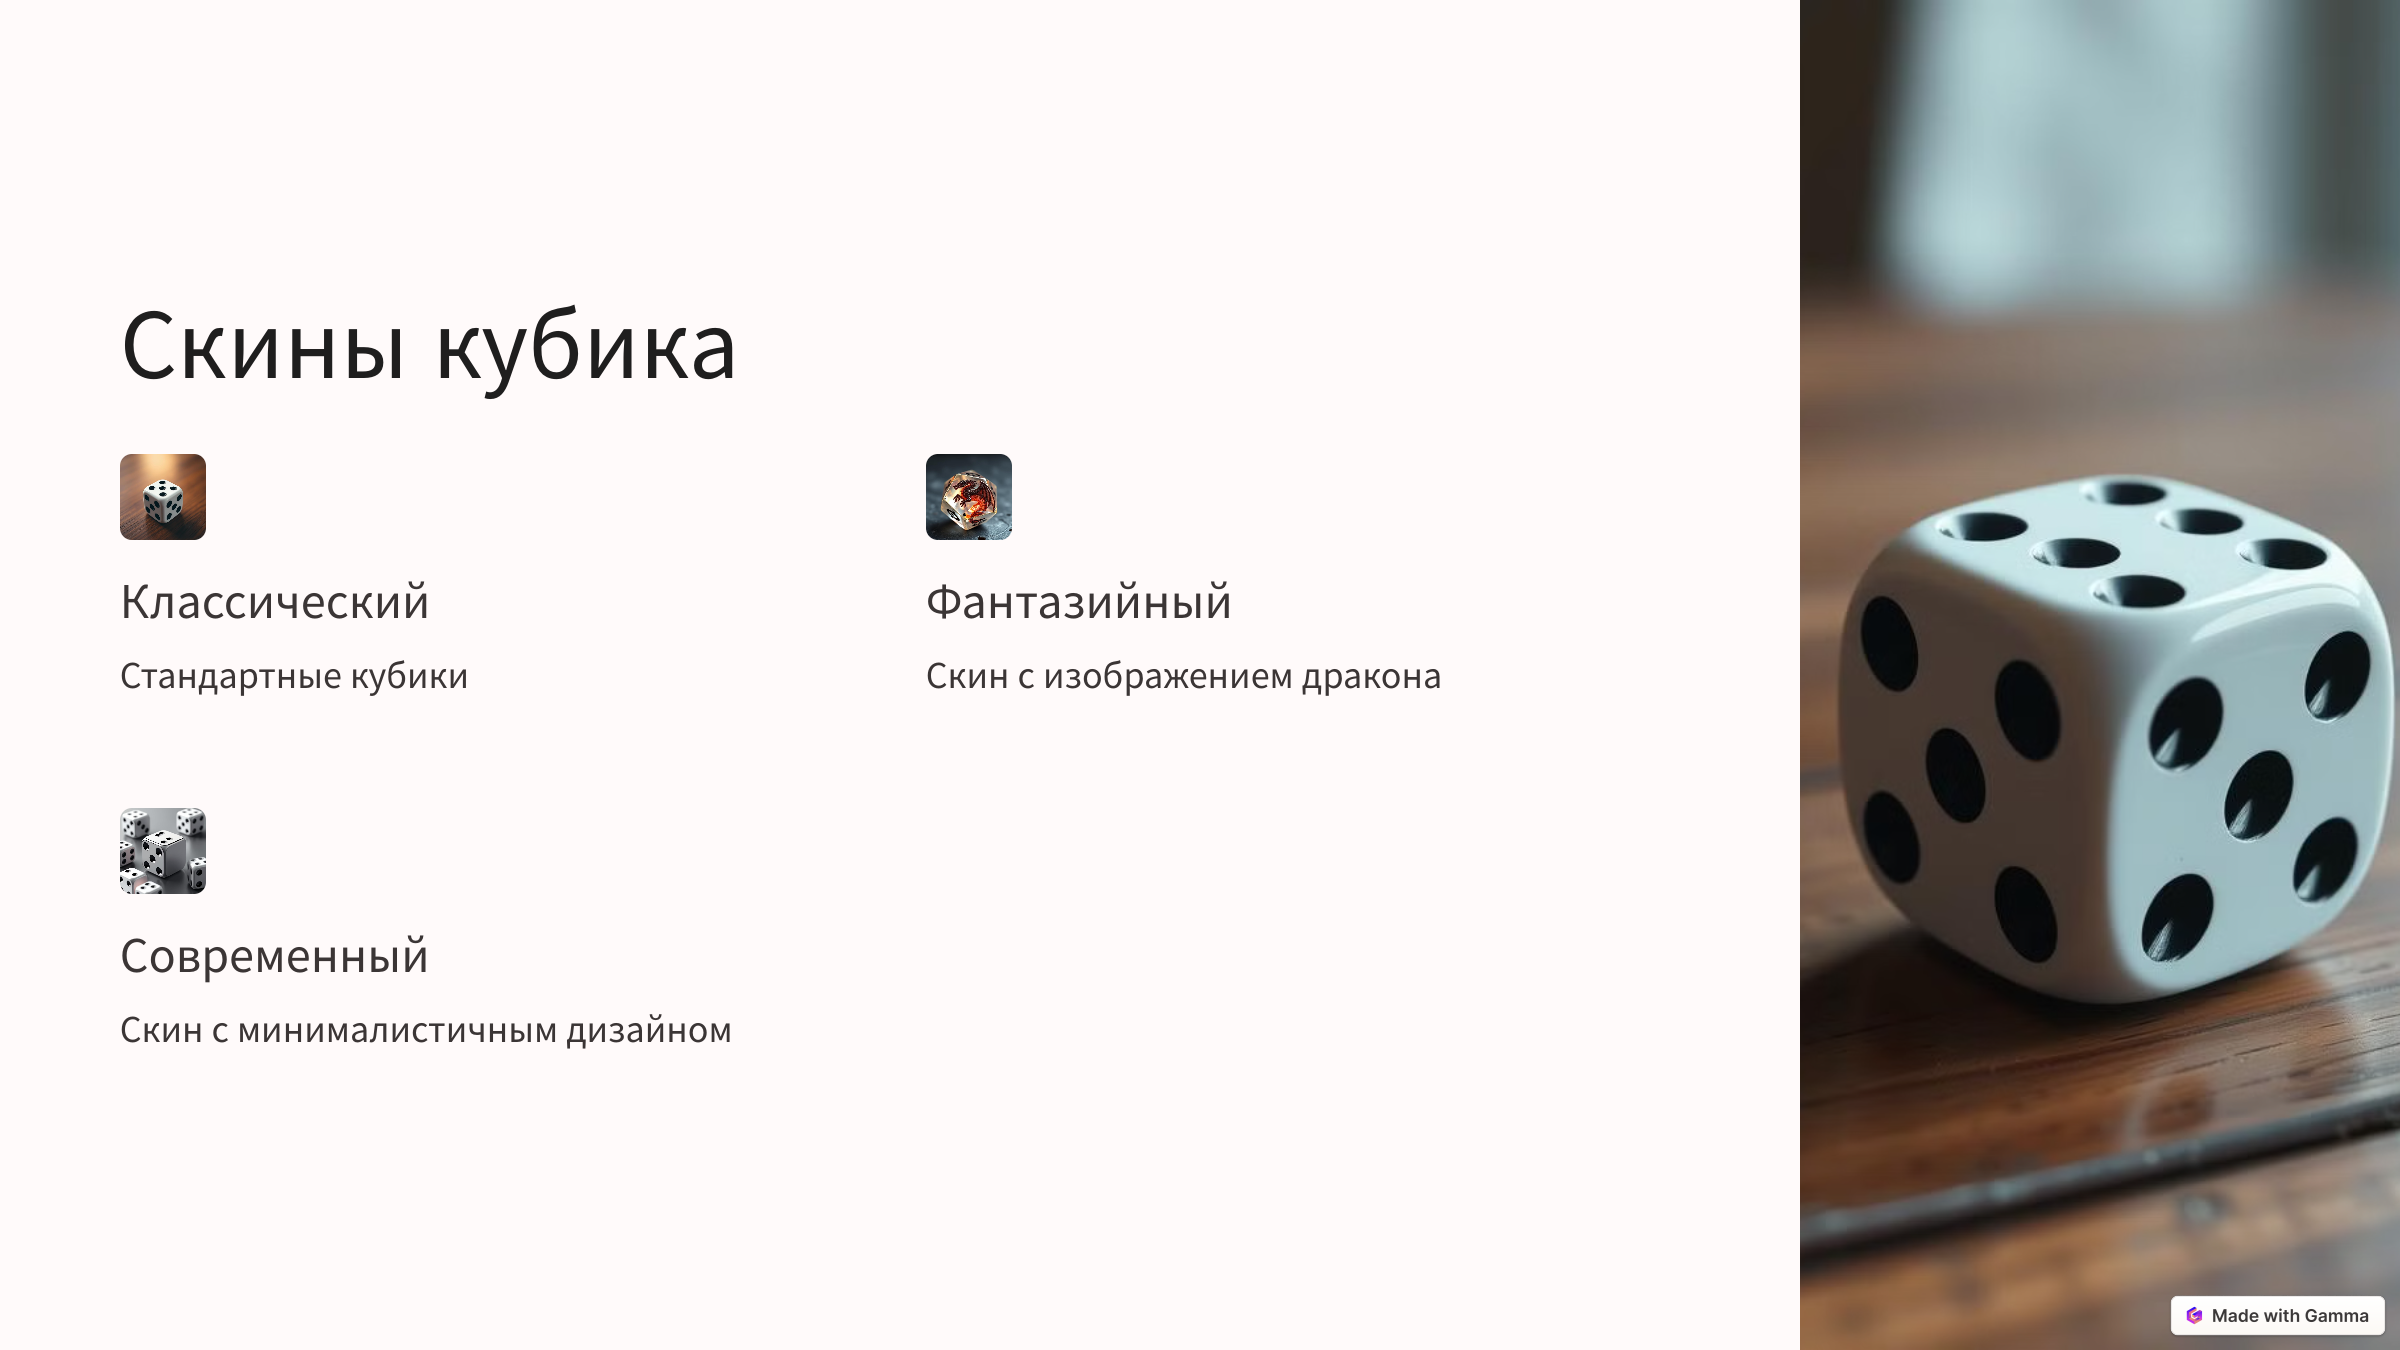 Скины кубика
Классический
Стандартные кубики
Фантазийный
Скин с изображением дракона
Современный
Скин с минималистичным дизайном
Made with Gamma